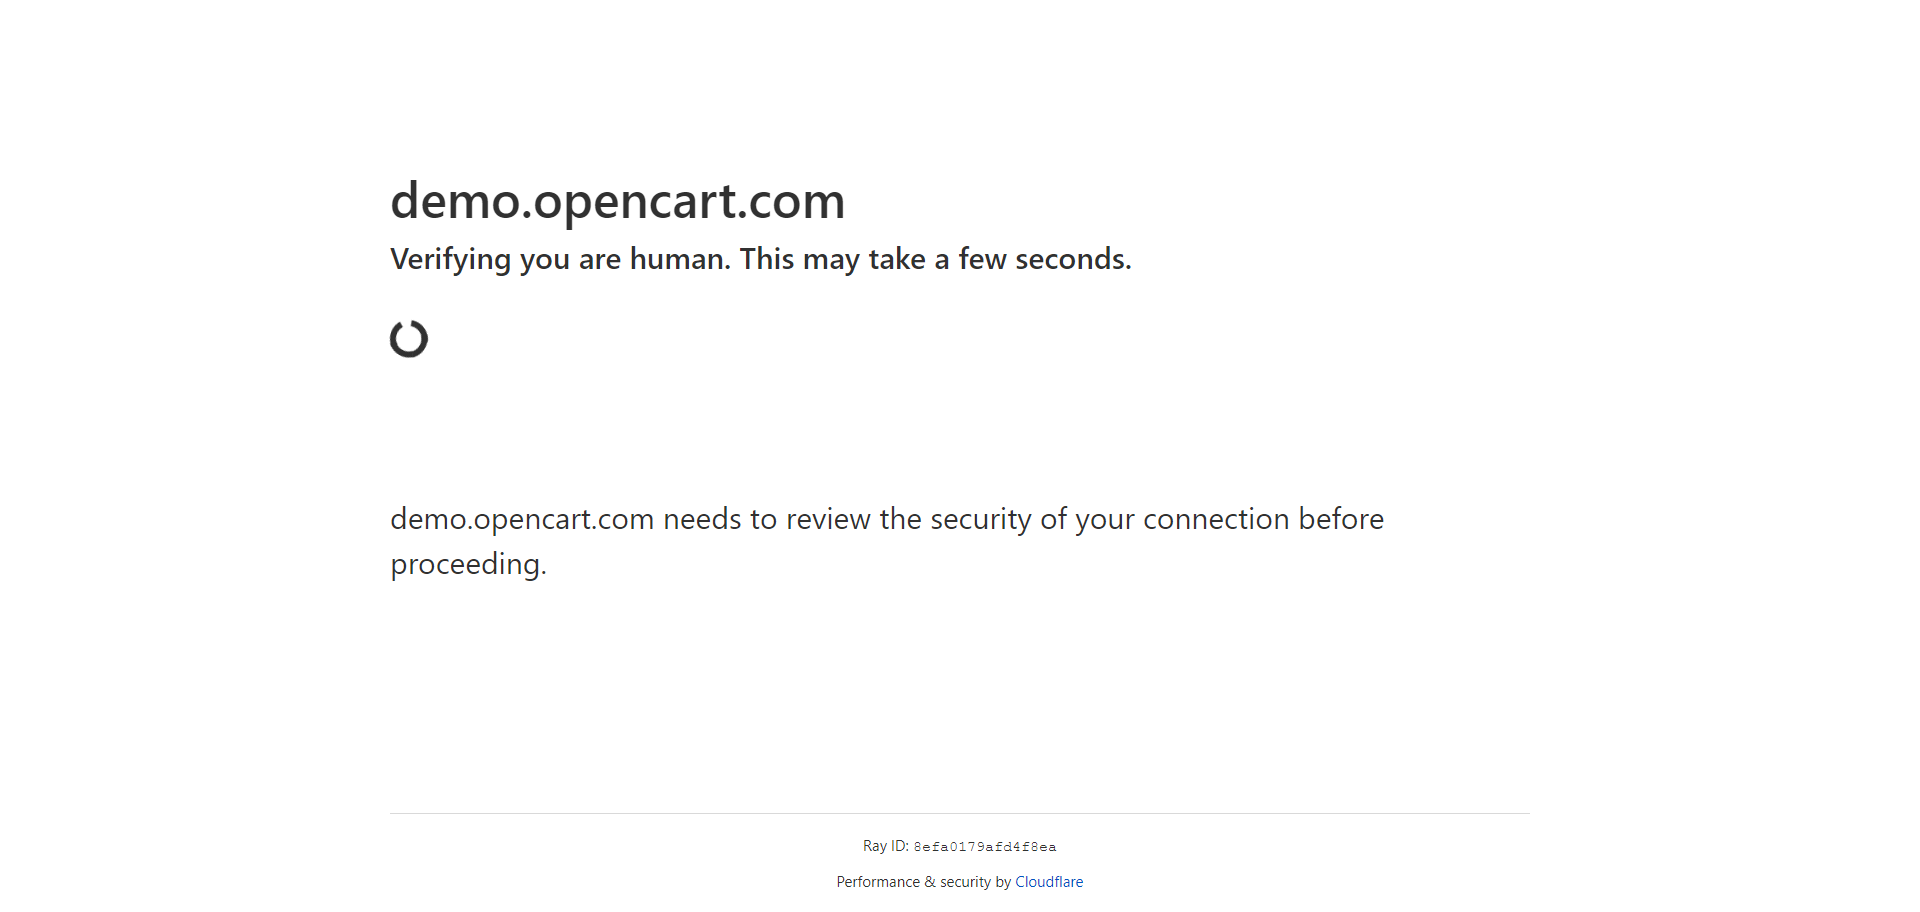 demo.opencart.com
Verifying you are human. This may take a few seconds.
demo.opencart.com needs to review the security of your connection before
proceeding.
Ray ID: 8efa0179afd4f8ea
Performance & security by Cloudflare